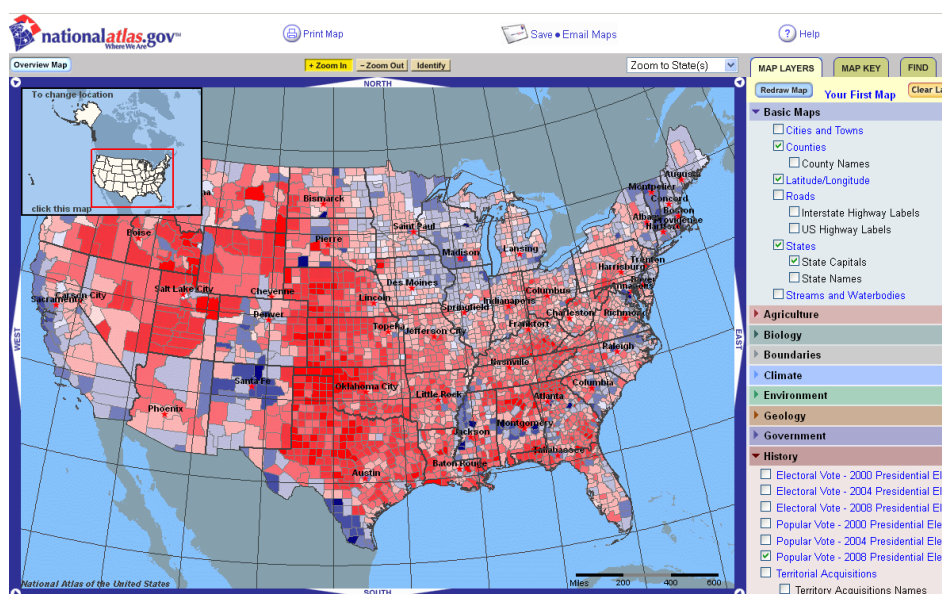 nationalatlas.gov™
Where We Are
Print Map
Save • Email Maps
Help
Overview Map
+ Zoom In
– Zoom Out
Identify
Zoom to State(s)
MAP LAYERS
MAP KEY
FIND
NORTH
To change location
click this map
Redraw Map
Your First Map
Clear La
Basic Maps
Cities and Towns
Counties
County Names
Latitude/Longitude
Roads
Interstate Highway Labels
US Highway Labels
States
State Capitals
State Names
Streams and Waterbodies
Agriculture
Biology
Boundaries
Climate
Environment
Geology
Government
History
Electoral Vote - 2000 Presidential El
Electoral Vote - 2004 Presidential El
Electoral Vote - 2008 Presidential El
Popular Vote - 2000 Presidential Ele
Popular Vote - 2004 Presidential Ele
Popular Vote - 2008 Presidential Ele
Territorial Acquisitions
Territory Acquisitions Names
WEST
EAST
Augusta
Montpelier
Concord
Boston
Providence
Hartford
Bismarck
Saint Paul
Boise
Pierre
Madison
Lansing
Trenton
Harrisburg
Dover
Annapolis
Des Moines
Columbus
Salt Lake City
Cheyenne
Lincoln
Indianapolis
Springfield
Sacramento
Carson City
Denver
Topeka
Jefferson City
Frankfort
Charleston
Richmond
Raleigh
Nashville
Santa Fe
Oklahoma City
Little Rock
Columbia
Atlanta
Phoenix
Montgomery
Jackson
Tallahassee
Baton Rouge
Austin
National Atlas of the United States
Miles 200 400 600
SOUTH